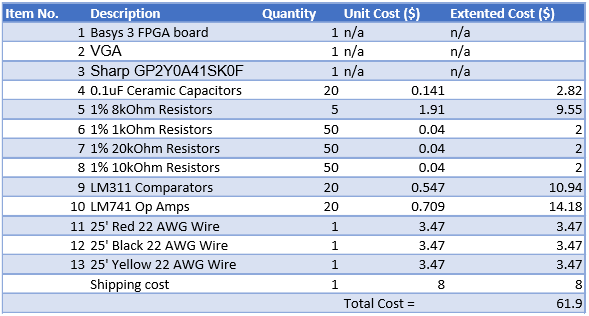 Item No. Description Quantity Unit Cost ($) Extented Cost ($)
1 Basys 3 FPGA board 1 n/a n/a
2 VGA 1 n/a n/a
3 Sharp GP2Y0A41SK0F 1 n/a n/a
4 0.1uF Ceramic Capacitors 20 0.141 2.82
5 1% 8kOhm Resistors 5 1.91 9.55
6 1% 1kOhm Resistors 50 0.04 2
7 1% 20kOhm Resistors 50 0.04 2
8 1% 10kOhm Resistors 50 0.04 2
9 LM311 Comparators 20 0.547 10.94
10 LM741 Op Amps 20 0.709 14.18
11 25' Red 22 AWG Wire 1 3.47 3.47
12 25' Black 22 AWG Wire 1 3.47 3.47
13 25' Yellow 22 AWG Wire 1 3.47 3.47
Shipping cost 1 8 8
Total Cost = 61.9